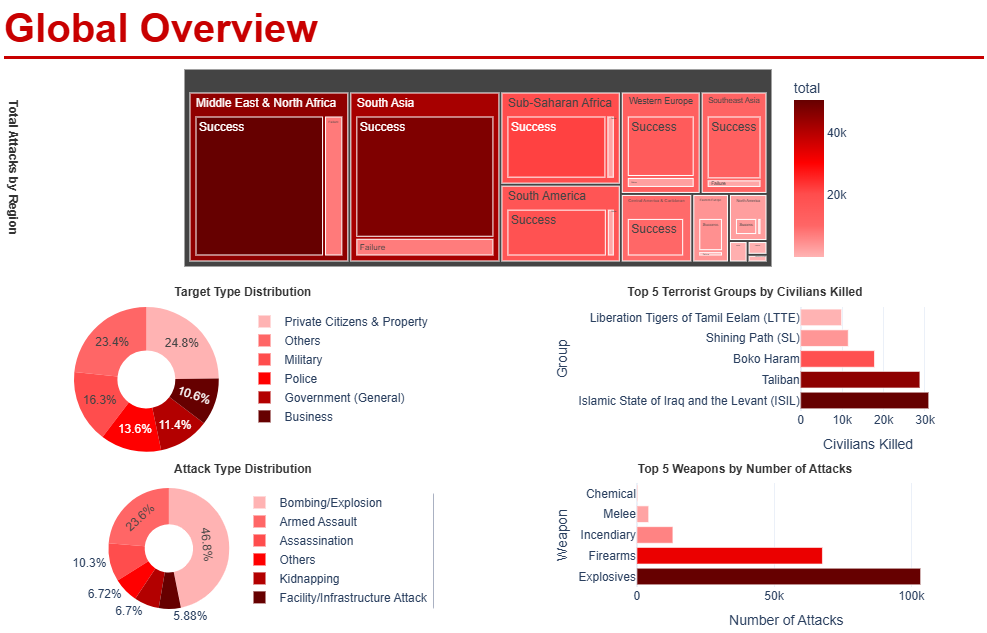 Global Overview
Total Attacks by Region
Middle East & North Africa
Success
South Asia
Success
Failure
Sub-Saharan Africa
Success
South America
Success
Western Europe
Success
Southeast Asia
Success
Failure
Success
total
40k
20k
Target Type Distribution
24.8%
23.4%
16.3%
13.6%
11.4%
10.6%
Private Citizens & Property
Others
Military
Police
Government (General)
Business
Top 5 Terrorist Groups by Civilians Killed
Group
Liberation Tigers of Tamil Eelam (LTTE)
Shining Path (SL)
Boko Haram
Taliban
Islamic State of Iraq and the Levant (ISIL)
0 10k 20k 30k
Civilians Killed
Attack Type Distribution
46.8%
23.6%
10.3%
6.72%
6.7%
5.88%
Bombing/Explosion
Armed Assault
Assassination
Others
Kidnapping
Facility/Infrastructure Attack
Top 5 Weapons by Number of Attacks
Weapon
Chemical
Melee
Incendiary
Firearms
Explosives
0 50k 100k
Number of Attacks